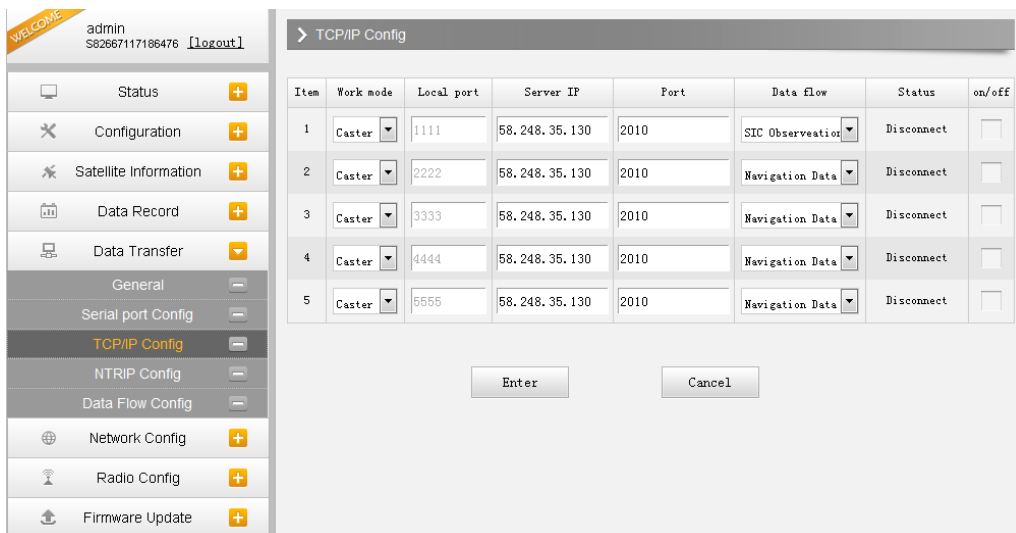 WELCOME
admin
S82667117186476 [logout]
Status
Configuration
Satellite Information
Data Record
Data Transfer
General
Serial port Config
TCP/IP Config
NTRIP Config
Data Flow Config
Network Config
Radio Config
Firmware Update
TCP/IP Config
Item Work mode Local port Server IP Port Data flow Status on/off
1 Caster 1111 58.248.35.130 2010 SIC Observeation Disconnect
2 Caster 2222 58.248.35.130 2010 Navigation Data Disconnect
3 Caster 3333 58.248.35.130 2010 Navigation Data Disconnect
4 Caster 4444 58.248.35.130 2010 Navigation Data Disconnect
5 Caster 5555 58.248.35.130 2010 Navigation Data Disconnect
Enter Cancel